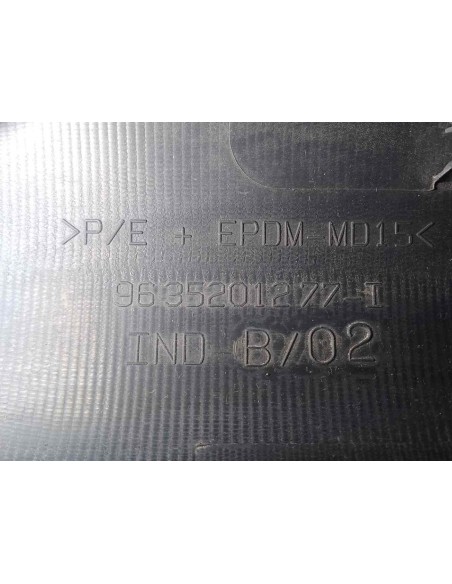 >P/E + EPDM-MD15<
9635201277-I
IND-B/02